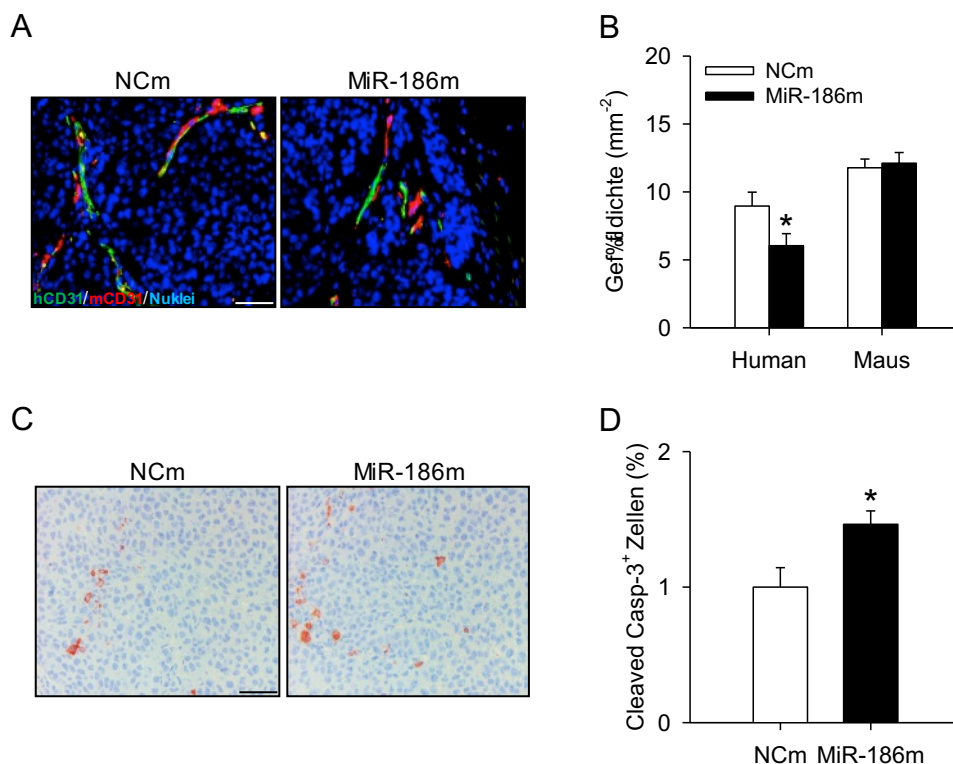 A
NCm
MiR-186m
hCD31/mCD31/Nuklei
B
20
15
10
5
0
NCm
MiR-186m
*
Human
Maus
C
NCm
MiR-186m
D
Cleaved Casp-3⁺ Zellen (%)
2
1
0
*
NCm
MiR-186m